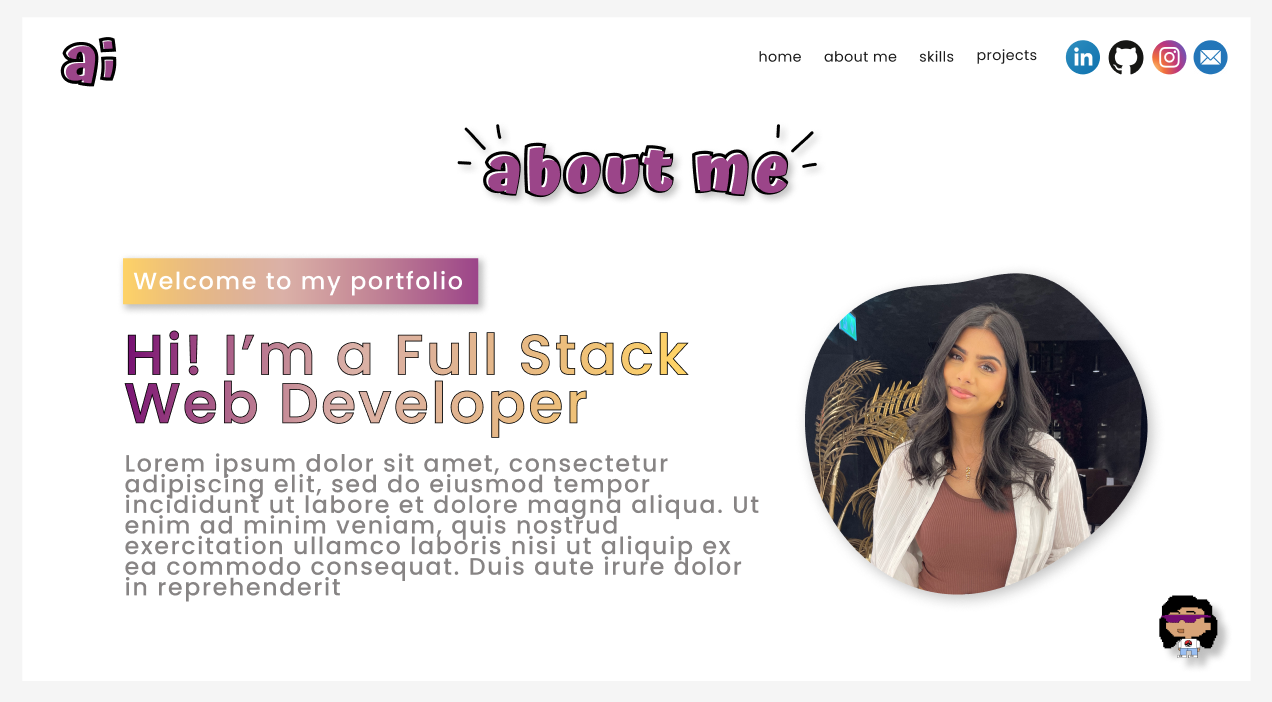 ai
home about me skills projects
in
about me
Welcome to my portfolio
Hi! I’m a Full Stack
Web Developer
Lorem ipsum dolor sit amet, consectetur
adipiscing elit, sed do eiusmod tempor
incididunt ut labore et dolore magna aliqua. Ut
enim ad minim veniam, quis nostrud
exercitation ullamco laboris nisi ut aliquip ex
ea commodo consequat. Duis aute irure dolor
in reprehenderit